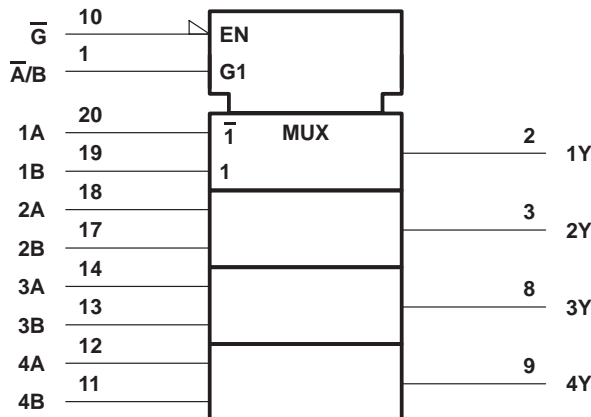 G̅ 10 EN
A̅/B 1 G1
1A 20 1̅ MUX 2 1Y
1B 19 1
2A 18 3 2Y
2B 17
3A 14 8 3Y
3B 13
4A 12 9 4Y
4B 11